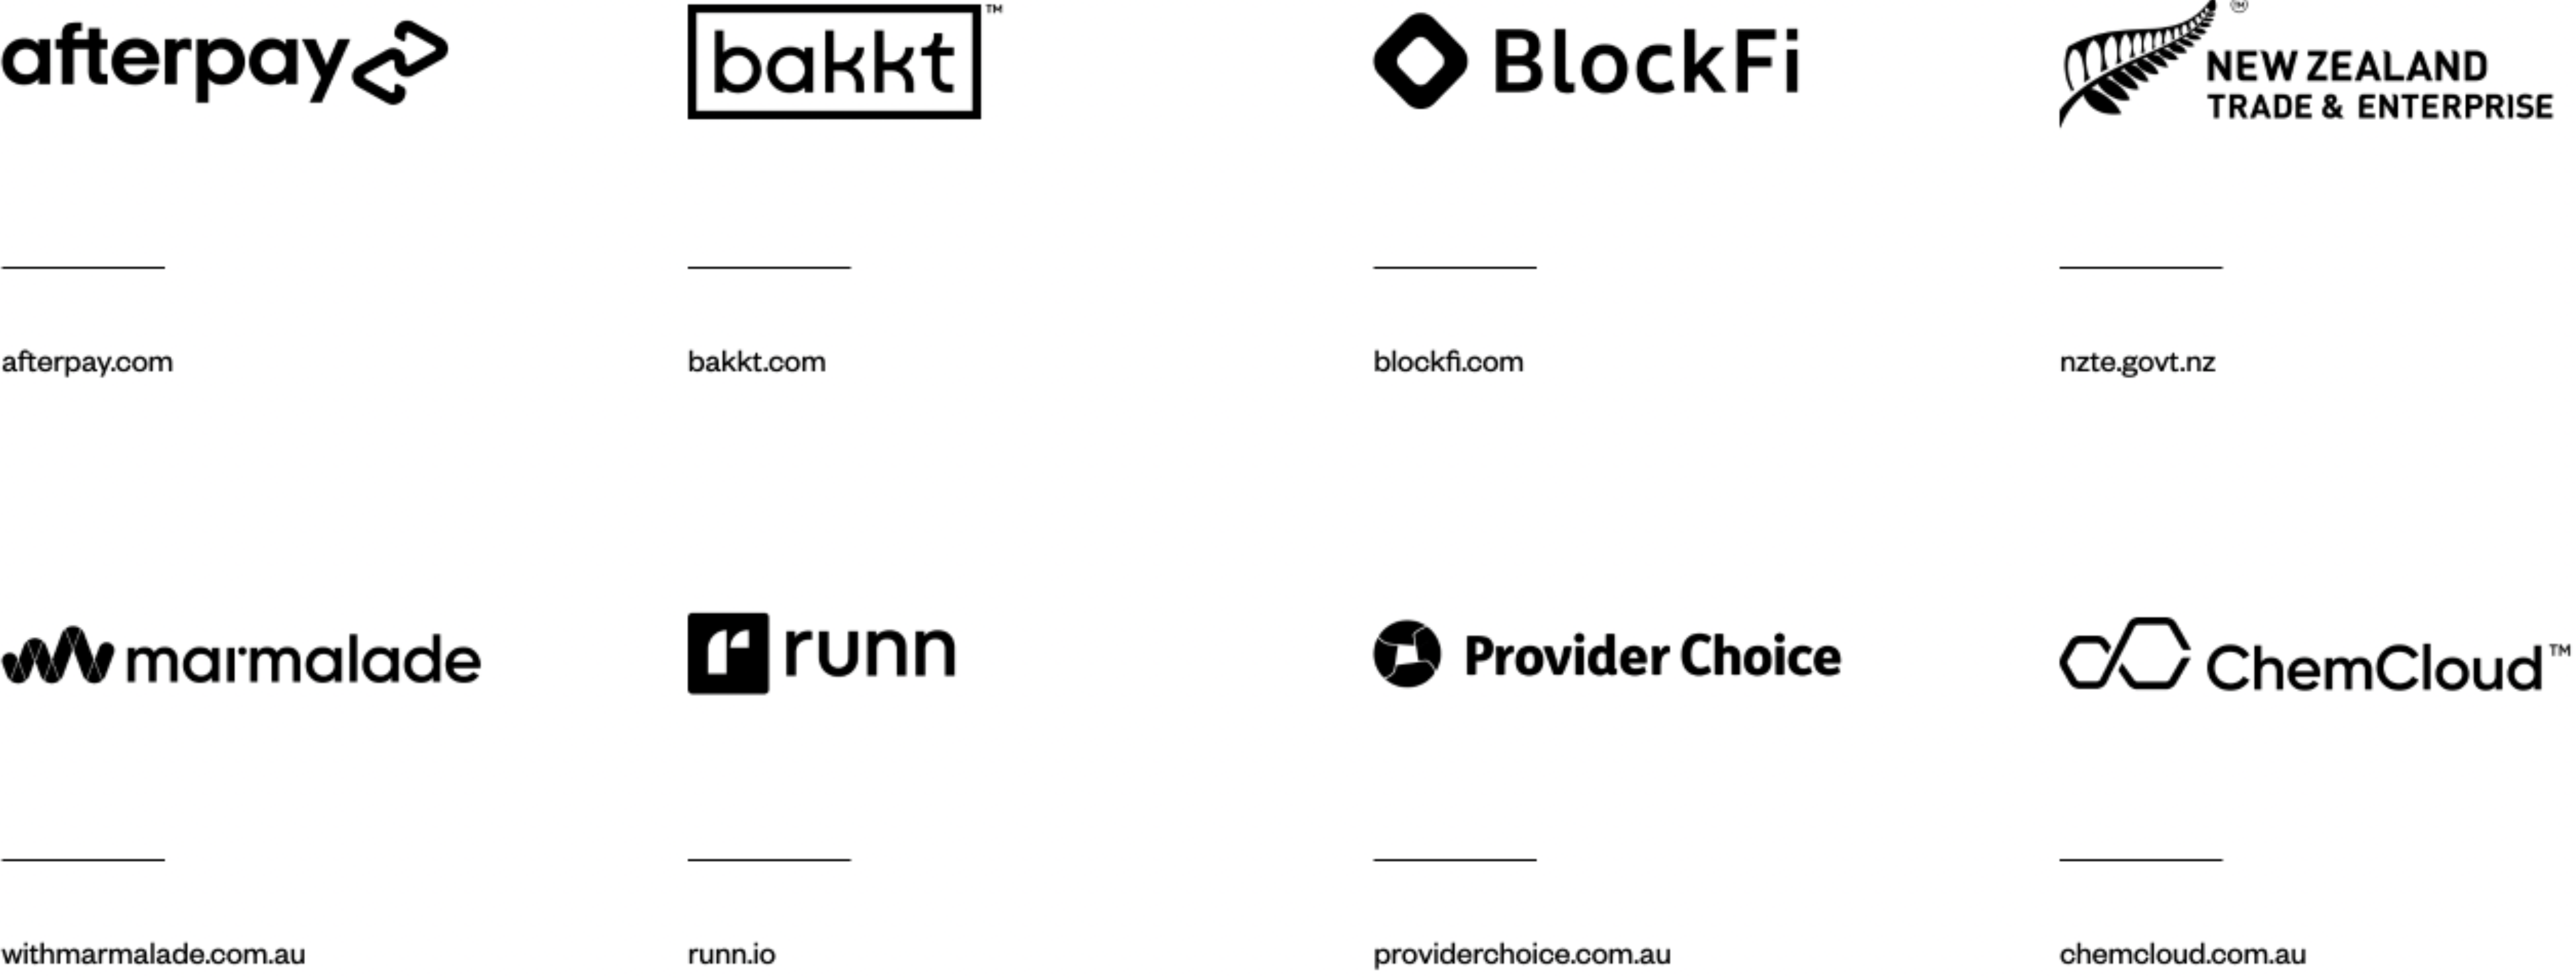 afterpay
bakkt™
BlockFi
NEW ZEALAND
TRADE & ENTERPRISE
TM
afterpay.com
bakkt.com
blockfi.com
nzte.govt.nz
marmalade
r runn
Provider Choice
ChemCloud™
withmarmalade.com.au
runn.io
providerchoice.com.au
chemcloud.com.au